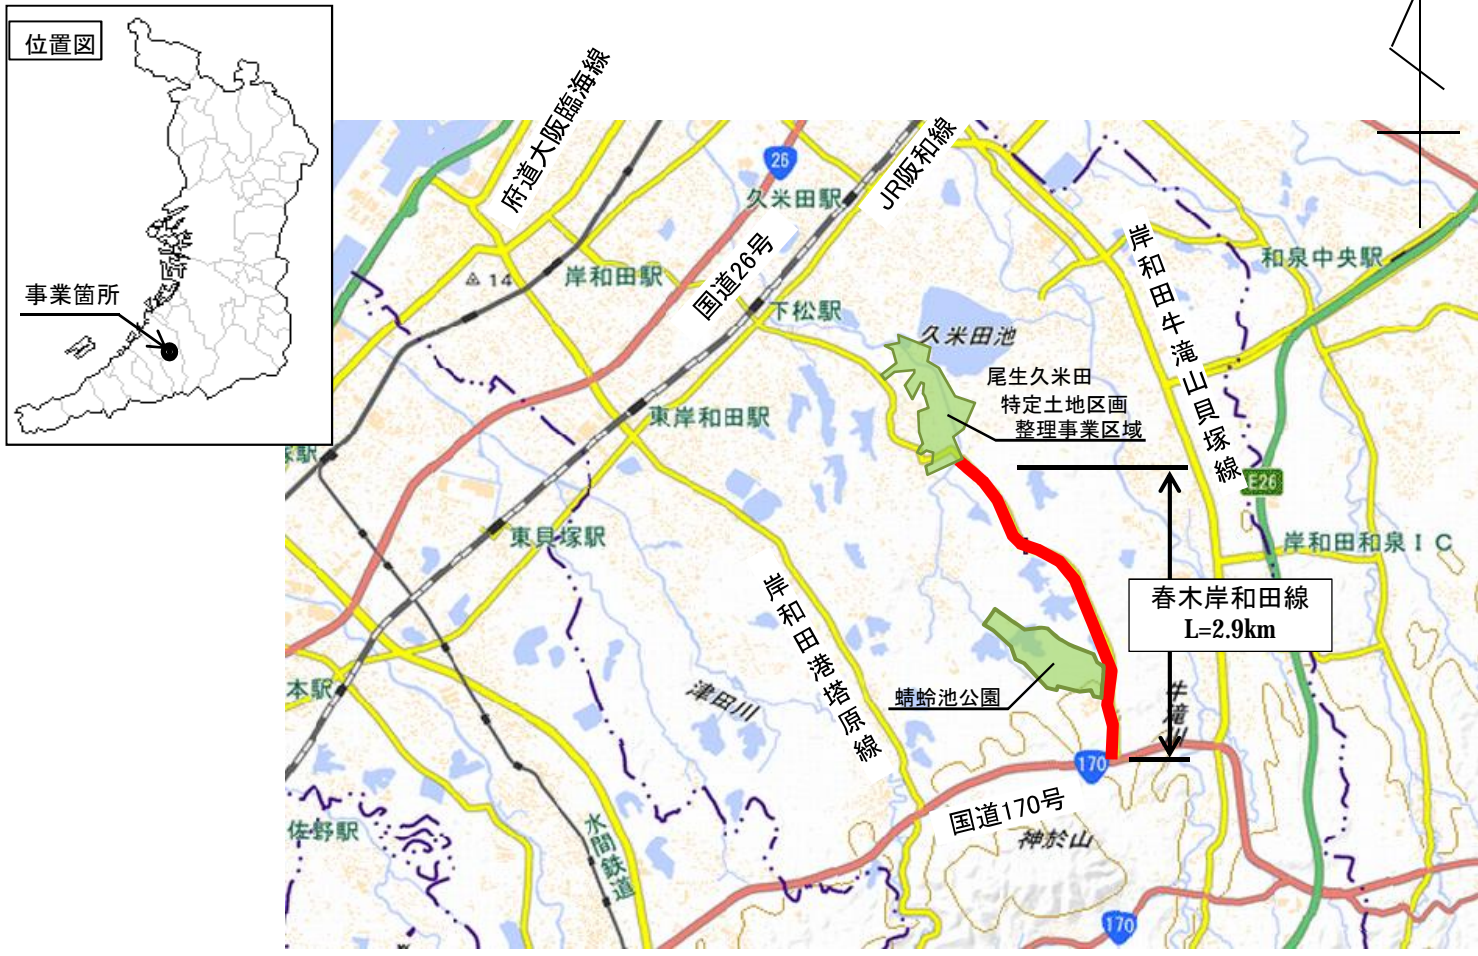 位置図
事業箇所
府道大阪臨海線
26
JR阪和線
久米田駅
岸和田牛滝山貝塚線
和泉中央駅
14
岸和田駅
国道26号
下松駅
久米田池
尾生久米田
特定土地区画
整理事業区域
東岸和田駅
E26
東貝塚駅
岸和田和泉IC
岸和田港塔原線
春木岸和田線
L=2.9km
津田川
蜻蛉池公園
牛滝川
本駅
170
国道170号
神於山
佐野駅
水間鉄道
170